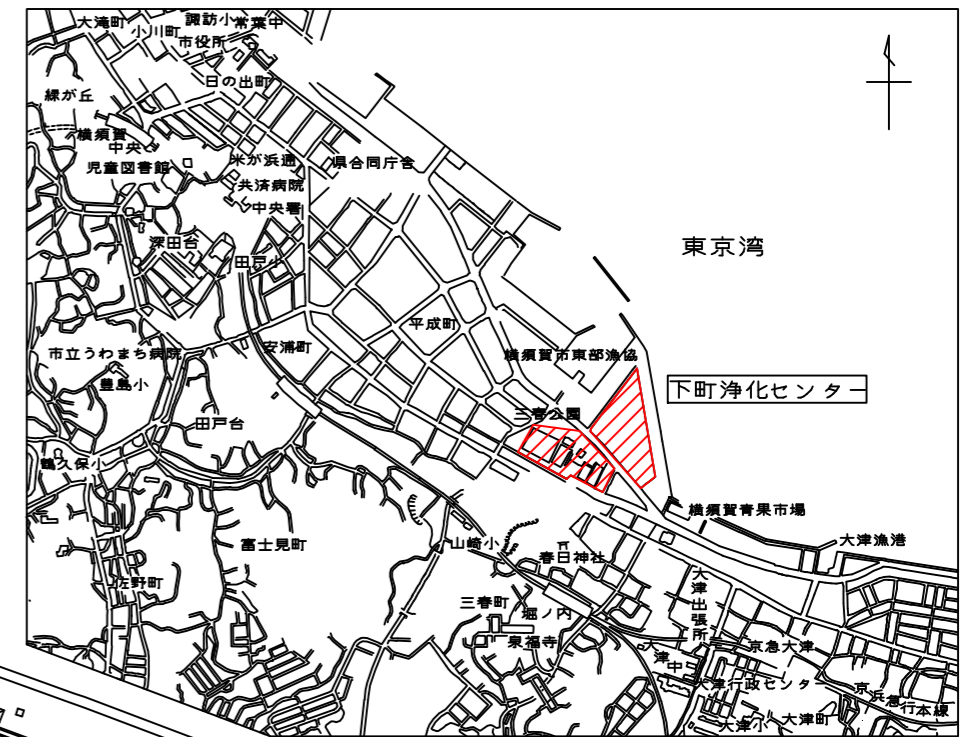 大滝町
小川町
諏訪小
常葉中
市役所
日の出町
緑が丘
横須賀
中央
児童図書館
米が浜通
県合同庁舎
共済病院
中央署
深田台
田戸小
東京湾
平成町
安浦町
市立うわまち病院
横須賀市東部漁協
豊島小
下町浄化センター
三春公園
田戸台
鶴久保小
横須賀青果市場
富士見町
山崎小
大津漁港
春日神社
佐野町
大津出張所
三春町
堀ノ内
泉福寺
京急大津
大津中
大津行政センター
京浜急行本線
大津小
大津町